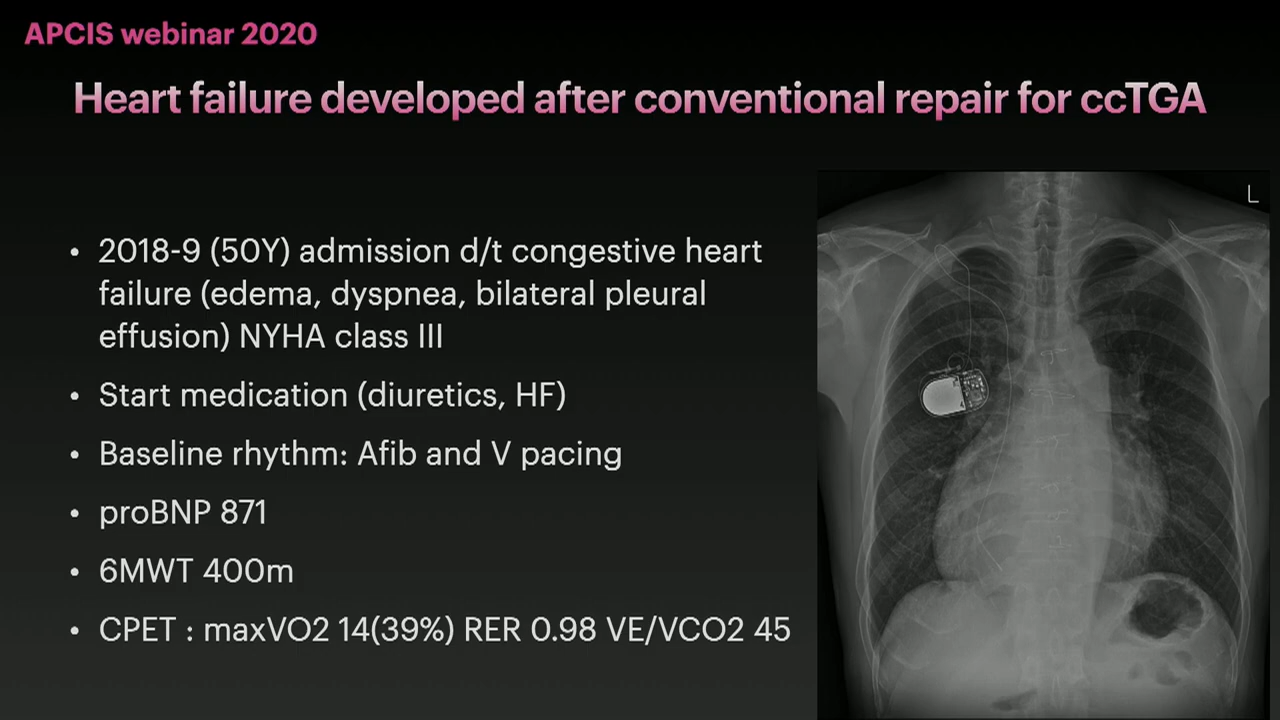 APCIS webinar 2020
Heart failure developed after conventional repair for ccTGA
L
• 2018-9 (50Y) admission d/t congestive heart
failure (edema, dyspnea, bilateral pleural
effusion) NYHA class III
• Start medication (diuretics, HF)
• Baseline rhythm: Afib and V pacing
• proBNP 871
• 6MWT 400m
• CPET : maxVO2 14(39%) RER 0.98 VE/VCO2 45